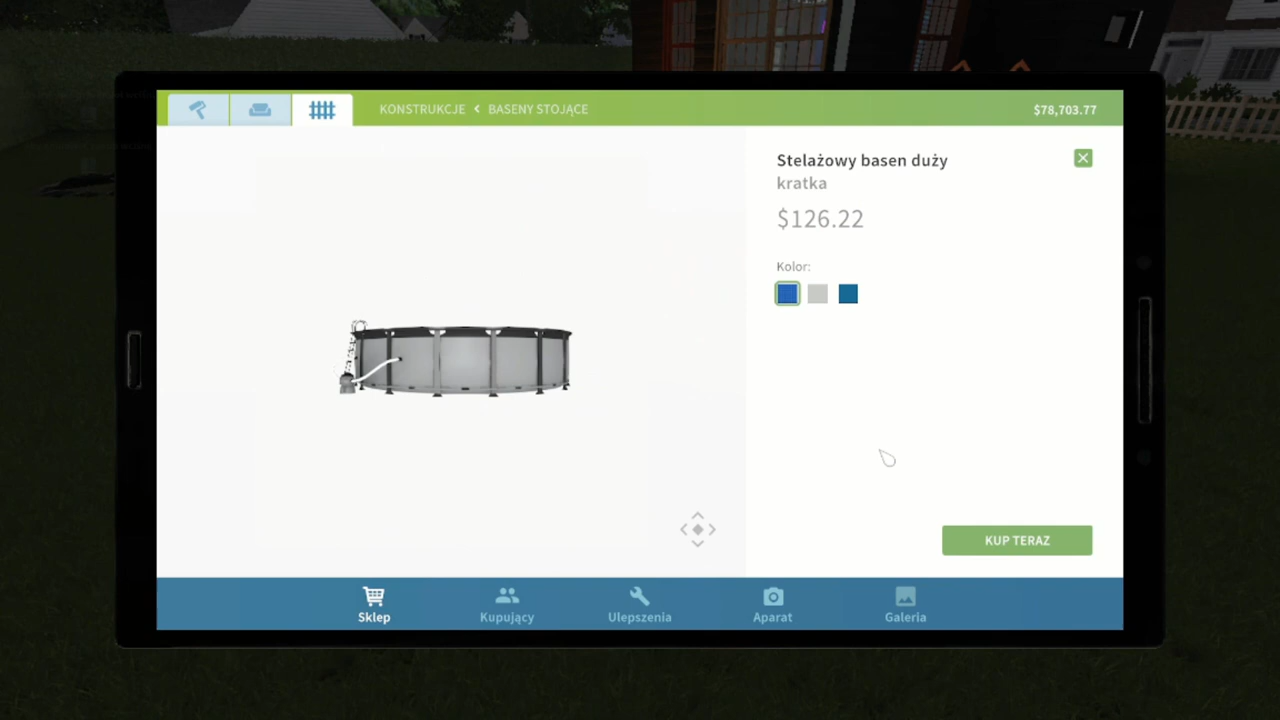 KONSTRUKCJE < BASENY STOJĄCE
$78,703.77
Stelażowy basen duży
kratka
$126.22
Kolor:
KUP TERAZ
Sklep
Kupujący
Ulepszenia
Aparat
Galeria